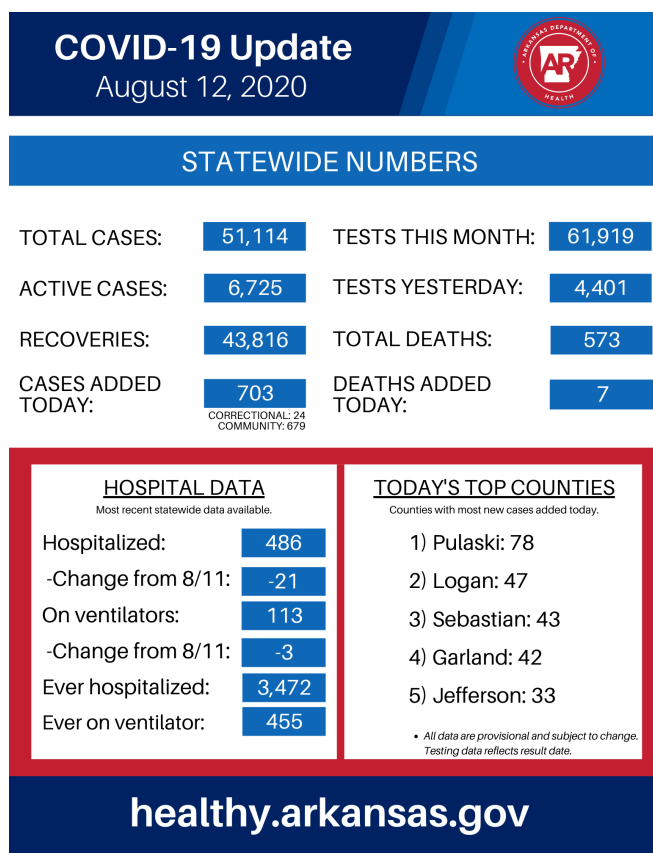 COVID-19 Update
August 12, 2020
ARKANSAS DEPARTMENT OF
AR
HEALTH
STATEWIDE NUMBERS
TOTAL CASES: 51,114
TESTS THIS MONTH: 61,919
ACTIVE CASES: 6,725
TESTS YESTERDAY: 4,401
RECOVERIES: 43,816
TOTAL DEATHS: 573
CASES ADDED
TODAY: 703
CORRECTIONAL: 24
COMMUNITY: 679
DEATHS ADDED
TODAY: 7
HOSPITAL DATA
Most recent statewide data available.
Hospitalized: 486
-Change from 8/11: -21
On ventilators: 113
-Change from 8/11: -3
Ever hospitalized: 3,472
Ever on ventilator: 455
TODAY'S TOP COUNTIES
Counties with most new cases added today.
1) Pulaski: 78
2) Logan: 47
3) Sebastian: 43
4) Garland: 42
5) Jefferson: 33
• All data are provisional and subject to change.
Testing data reflects result date.
healthy.arkansas.gov